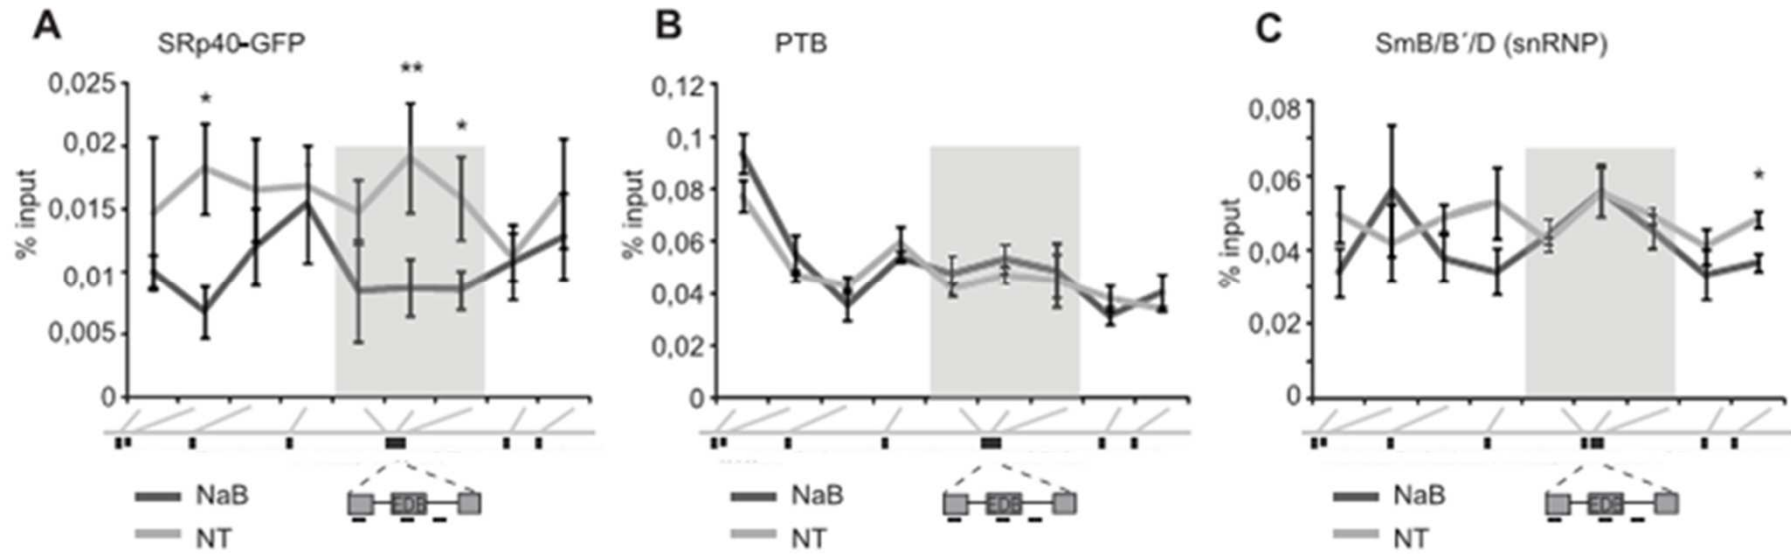 A
SRp40-GFP
% input
0,025
0,02
0,015
0,01
0,005
0
*
**
*
EDB
NaB
NT
B
PTB
% input
0,12
0,1
0,08
0,06
0,04
0,02
0
EDB
NaB
NT
C
SmB/B´/D (snRNP)
% input
0,08
0,06
0,04
0,02
0
*
EDB
NaB
NT